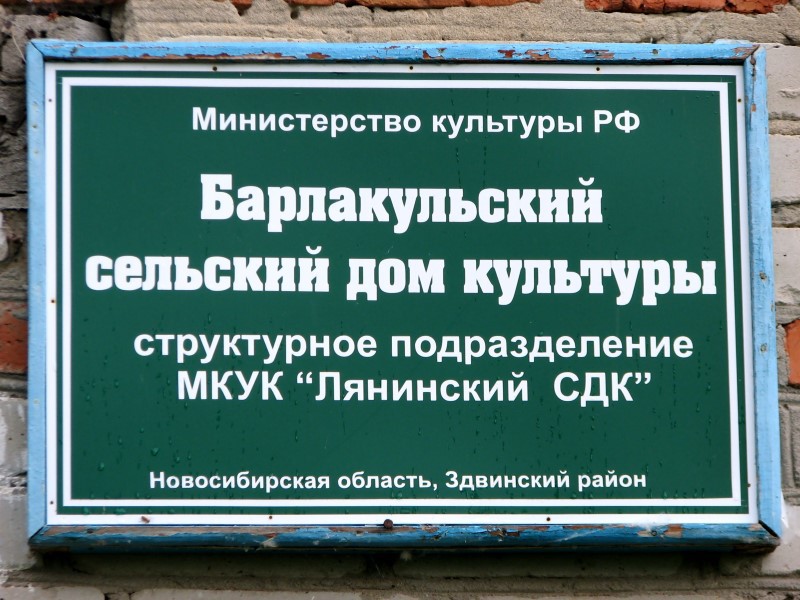 Министерство культуры РФ
Барлакульский
сельский дом культуры
структурное подразделение
МКУК “Лянинский СДК”
Новосибирская область, Здвинский район